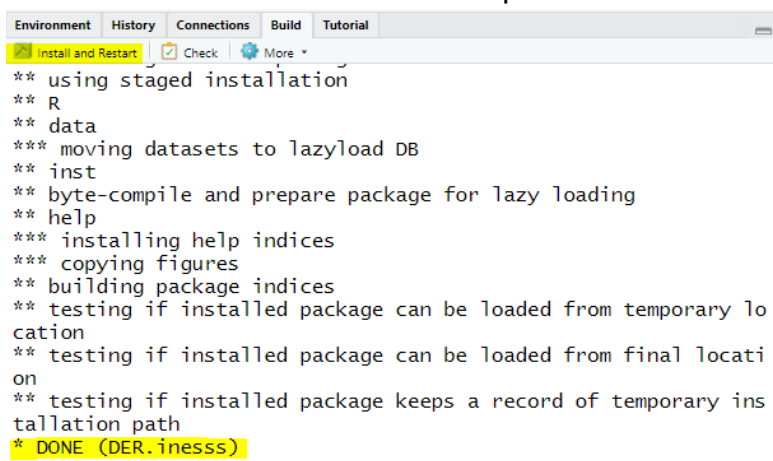 Environment History Connections Build Tutorial
Install and Restart Check More
** using staged installation
** R
** data
*** moving datasets to lazyload DB
** inst
** byte-compile and prepare package for lazy loading
** help
*** installing help indices
*** copying figures
** building package indices
** testing if installed package can be loaded from temporary lo
cation
** testing if installed package can be loaded from final locati
on
** testing if installed package keeps a record of temporary ins
tallation path
* DONE (DER.inesss)